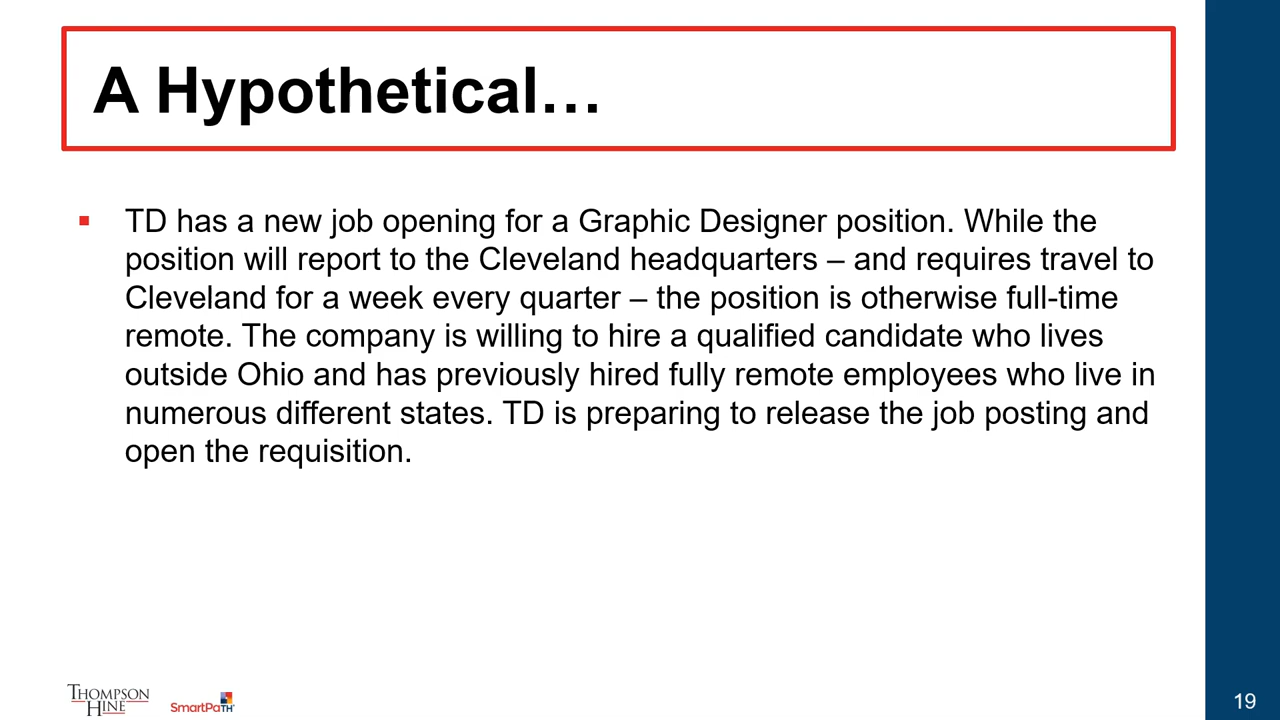 A Hypothetical…
▪ TD has a new job opening for a Graphic Designer position. While the
position will report to the Cleveland headquarters – and requires travel to
Cleveland for a week every quarter – the position is otherwise full-time
remote. The company is willing to hire a qualified candidate who lives
outside Ohio and has previously hired fully remote employees who live in
numerous different states. TD is preparing to release the job posting and
open the requisition.
THOMPSON
HINE
SmartPaTH
19